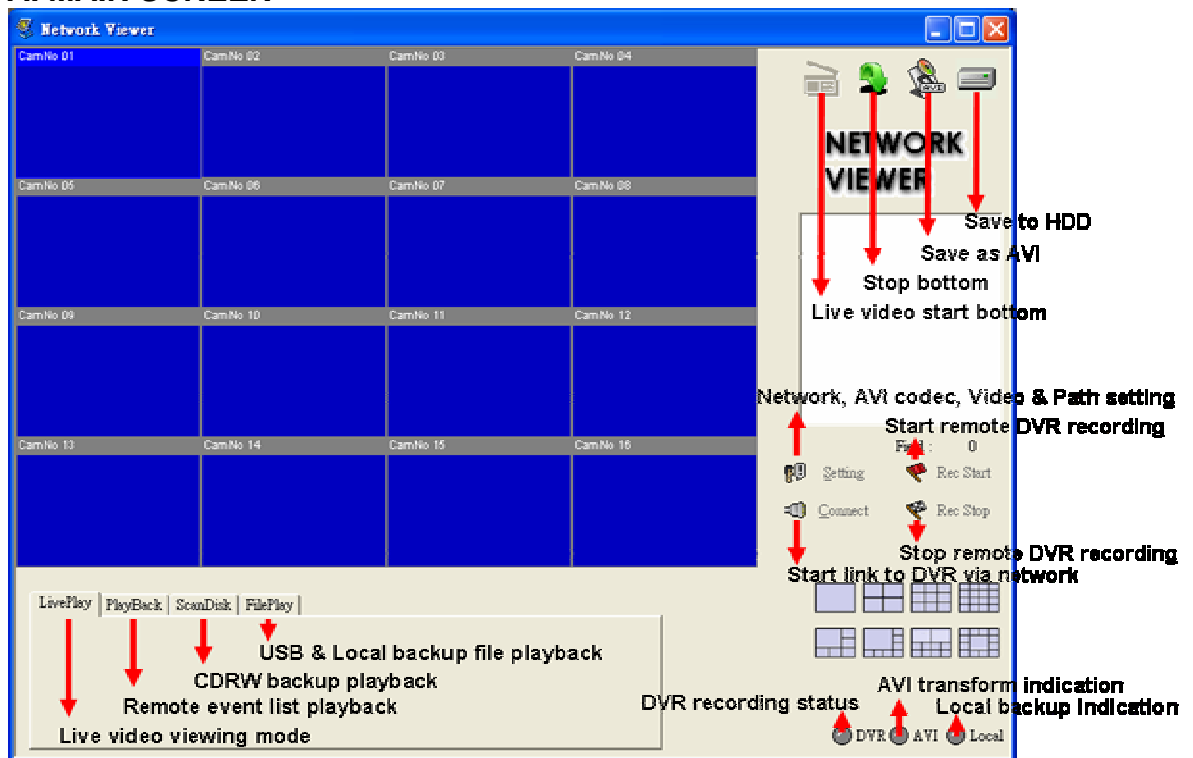 Network Viewer
CamNo 01 CamNo 02 CamNo 03 CamNo 04
CamNo 05 CamNo 06 CamNo 07 CamNo 08
CamNo 09 CamNo 10 CamNo 11 CamNo 12
CamNo 13 CamNo 14 CamNo 15 CamNo 16
AVI
NETWORK
VIEWER
Save to HDD
Save as AVI
Stop bottom
Live video start bottom
Network, AVI codec, Video & Path setting
Start remote DVR recording
0
Setting Rec Start
Connect Rec Stop
Stop remote DVR recording
Start link to DVR via network
LivePlay PlayBack ScanDisk FilePlay
USB & Local backup file playback
CDRW backup playback
Remote event list playback
Live video viewing mode
AVI transform indication
DVR recording status
Local backup indication
DVR AVI Local